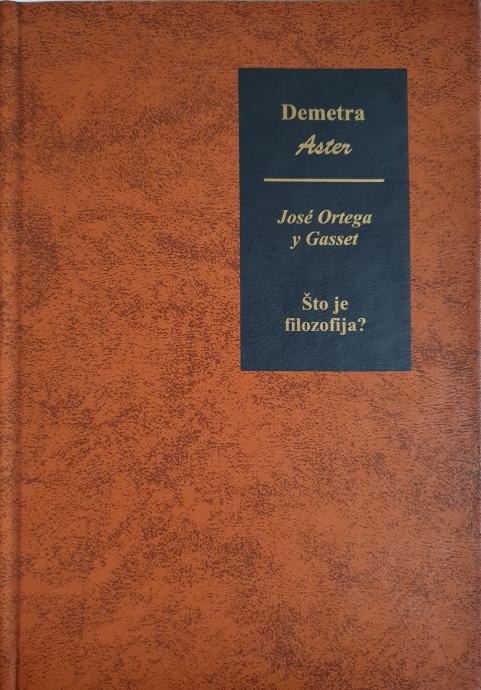 Demetra
Aster
José Ortega
y Gasset
Što je
filozofija?